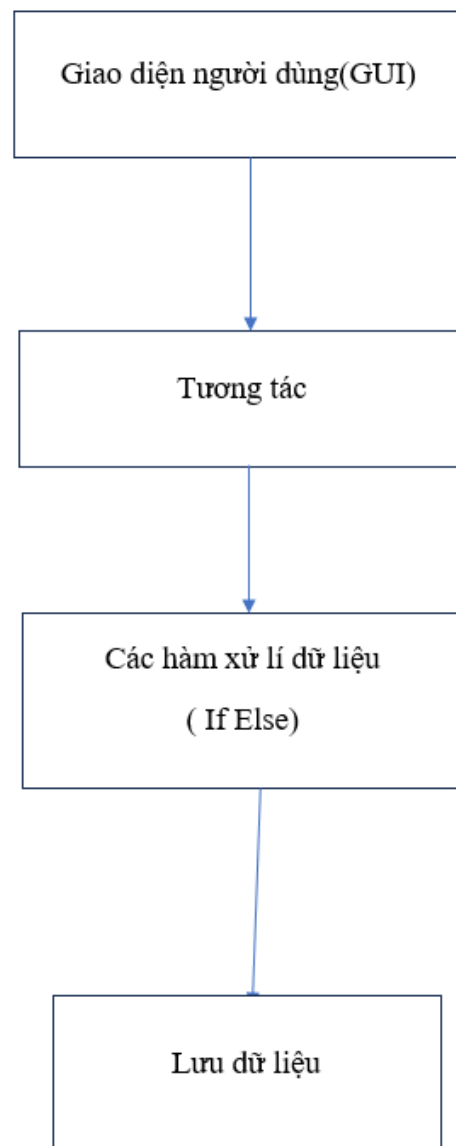 Giao diện người dùng(GUI)
Tương tác
Các hàm xử lí dữ liệu
( If Else)
Lưu dữ liệu